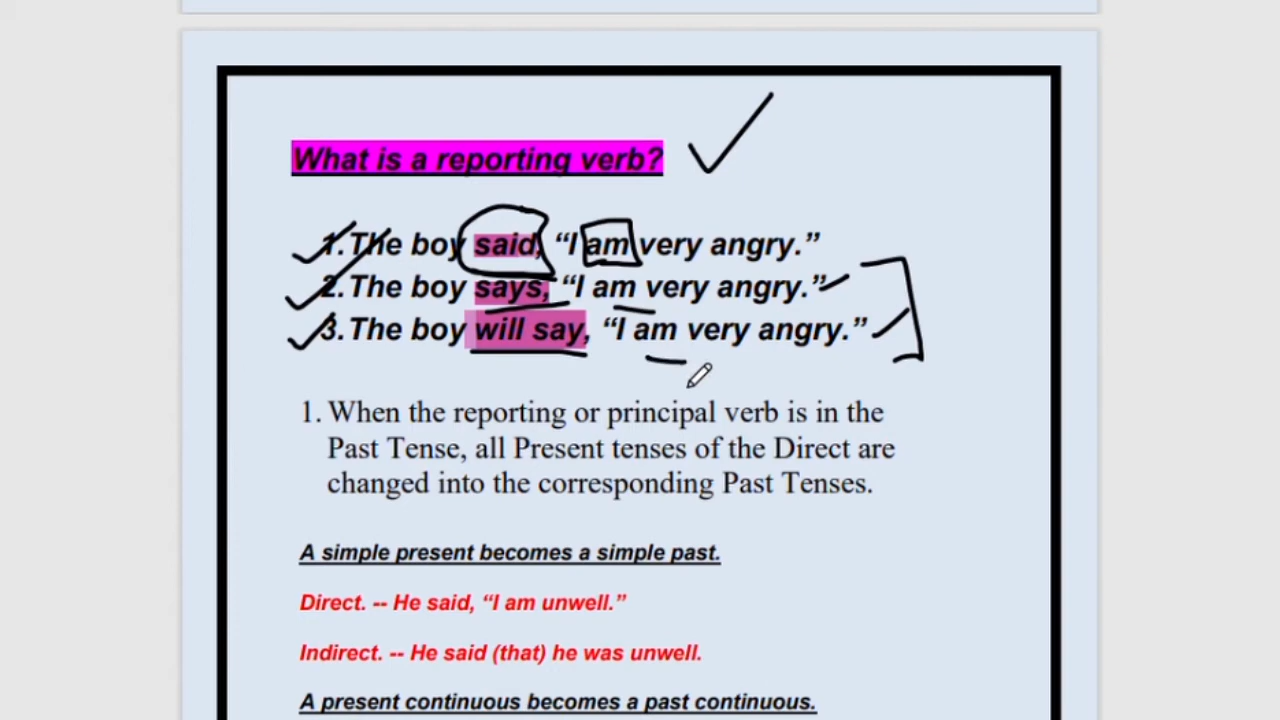 What is a reporting verb?
1. The boy said, “I am very angry.”
2. The boy says, “I am very angry.”
3. The boy will say, “I am very angry.”
1. When the reporting or principal verb is in the
Past Tense, all Present tenses of the Direct are
changed into the corresponding Past Tenses.
A simple present becomes a simple past.
Direct. -- He said, “I am unwell.”
Indirect. -- He said (that) he was unwell.
A present continuous becomes a past continuous.